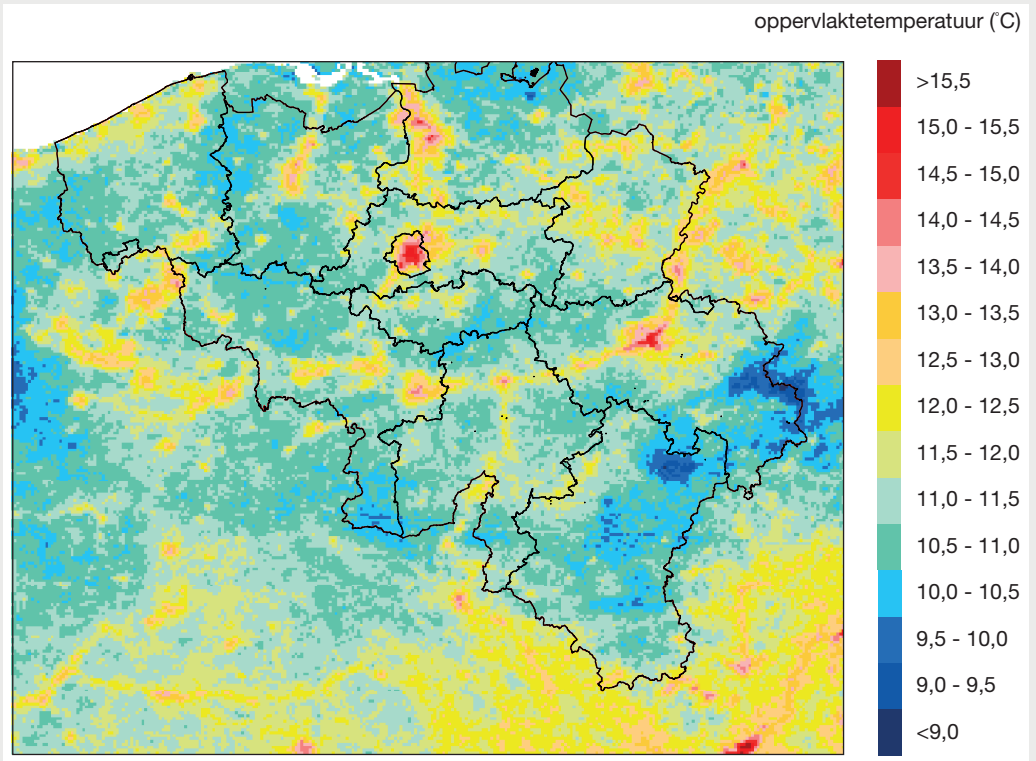 oppervlaktetemperatuur (°C)
>15,5
15,0 - 15,5
14,5 - 15,0
14,0 - 14,5
13,5 - 14,0
13,0 - 13,5
12,5 - 13,0
12,0 - 12,5
11,5 - 12,0
11,0 - 11,5
10,5 - 11,0
10,0 - 10,5
9,5 - 10,0
9,0 - 9,5
<9,0